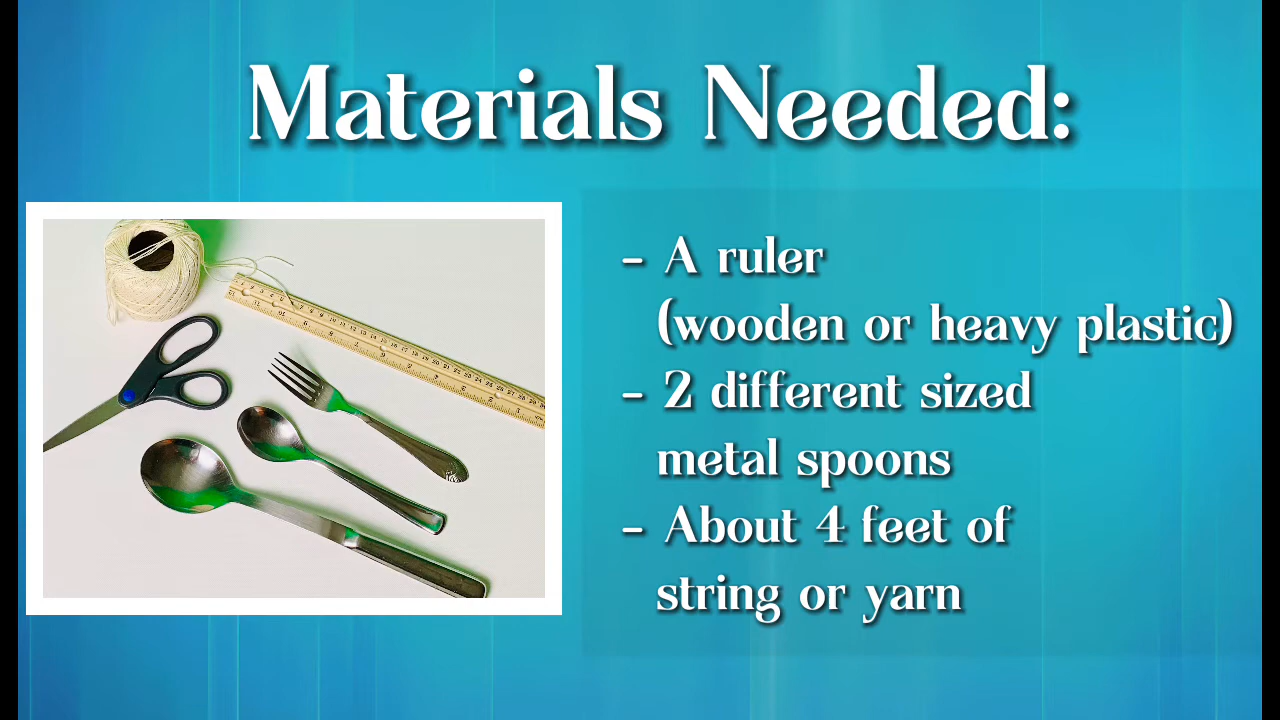 Materials Needed:
- A ruler
(wooden or heavy plastic)
- 2 different sized
metal spoons
- About 4 feet of
string or yarn